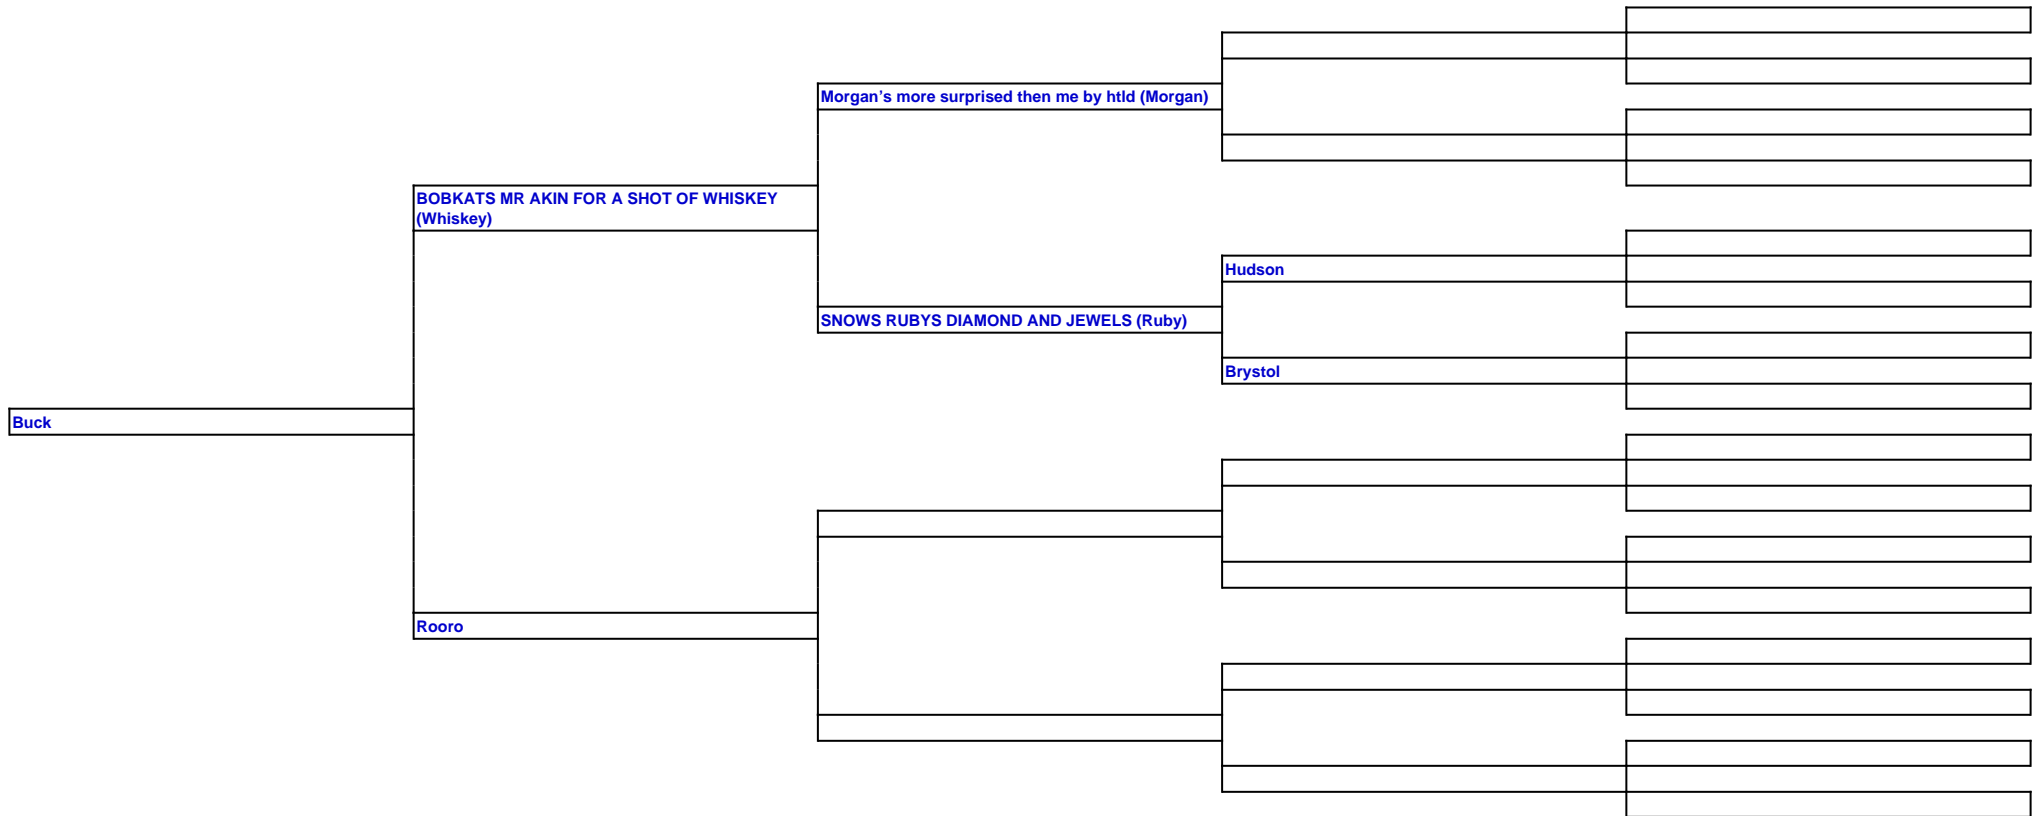 Morgan’s more surprised then me by htld (Morgan)
BOBKATS MR AKIN FOR A SHOT OF WHISKEY
(Whiskey)
Hudson
SNOWS RUBYS DIAMOND AND JEWELS (Ruby)
Brystol
Buck
Rooro